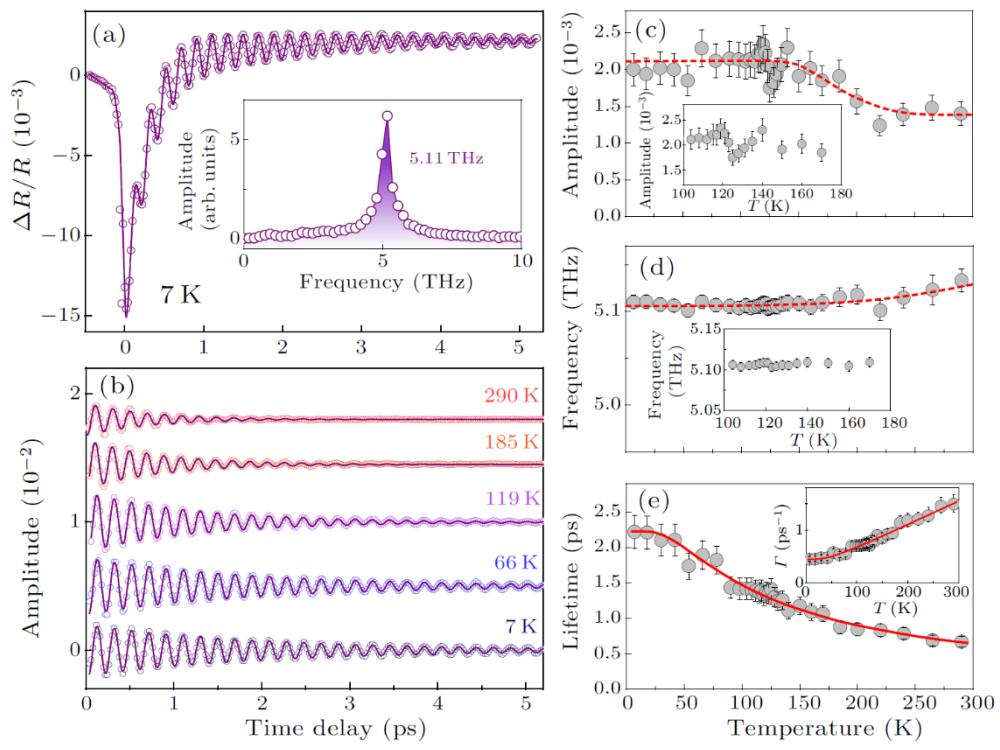 (a)
0
−5
−10
−15
ΔR/R (10⁻³)
7 K
Amplitude
(arb. units)
5
0
5.11 THz
0 5 10
Frequency (THz)
0 1 2 3 4 5
(b)
2
1
0
Amplitude (10⁻²)
290 K
185 K
119 K
66 K
7 K
0 1 2 3 4 5
Time delay (ps)
(c)
3.0
2.5
2.0
1.5
1.0
0.5
0.0
Amplitude (10⁻³)
Amplitude (10⁻³)
2.5
2.0
1.5
1.0
100 120 140 160 180
T (K)
(d)
5.2
5.1
5.0
Frequency (THz)
Frequency
(THz)
5.15
5.10
5.05
100 120 140 160 180
T (K)
(e)
2.5
2.0
1.5
1.0
0.5
0.0
Lifetime (ps)
Γ (ps⁻¹)
1
0
0 100 200 300
T (K)
0 50 100 150 200 250 300
Temperature (K)